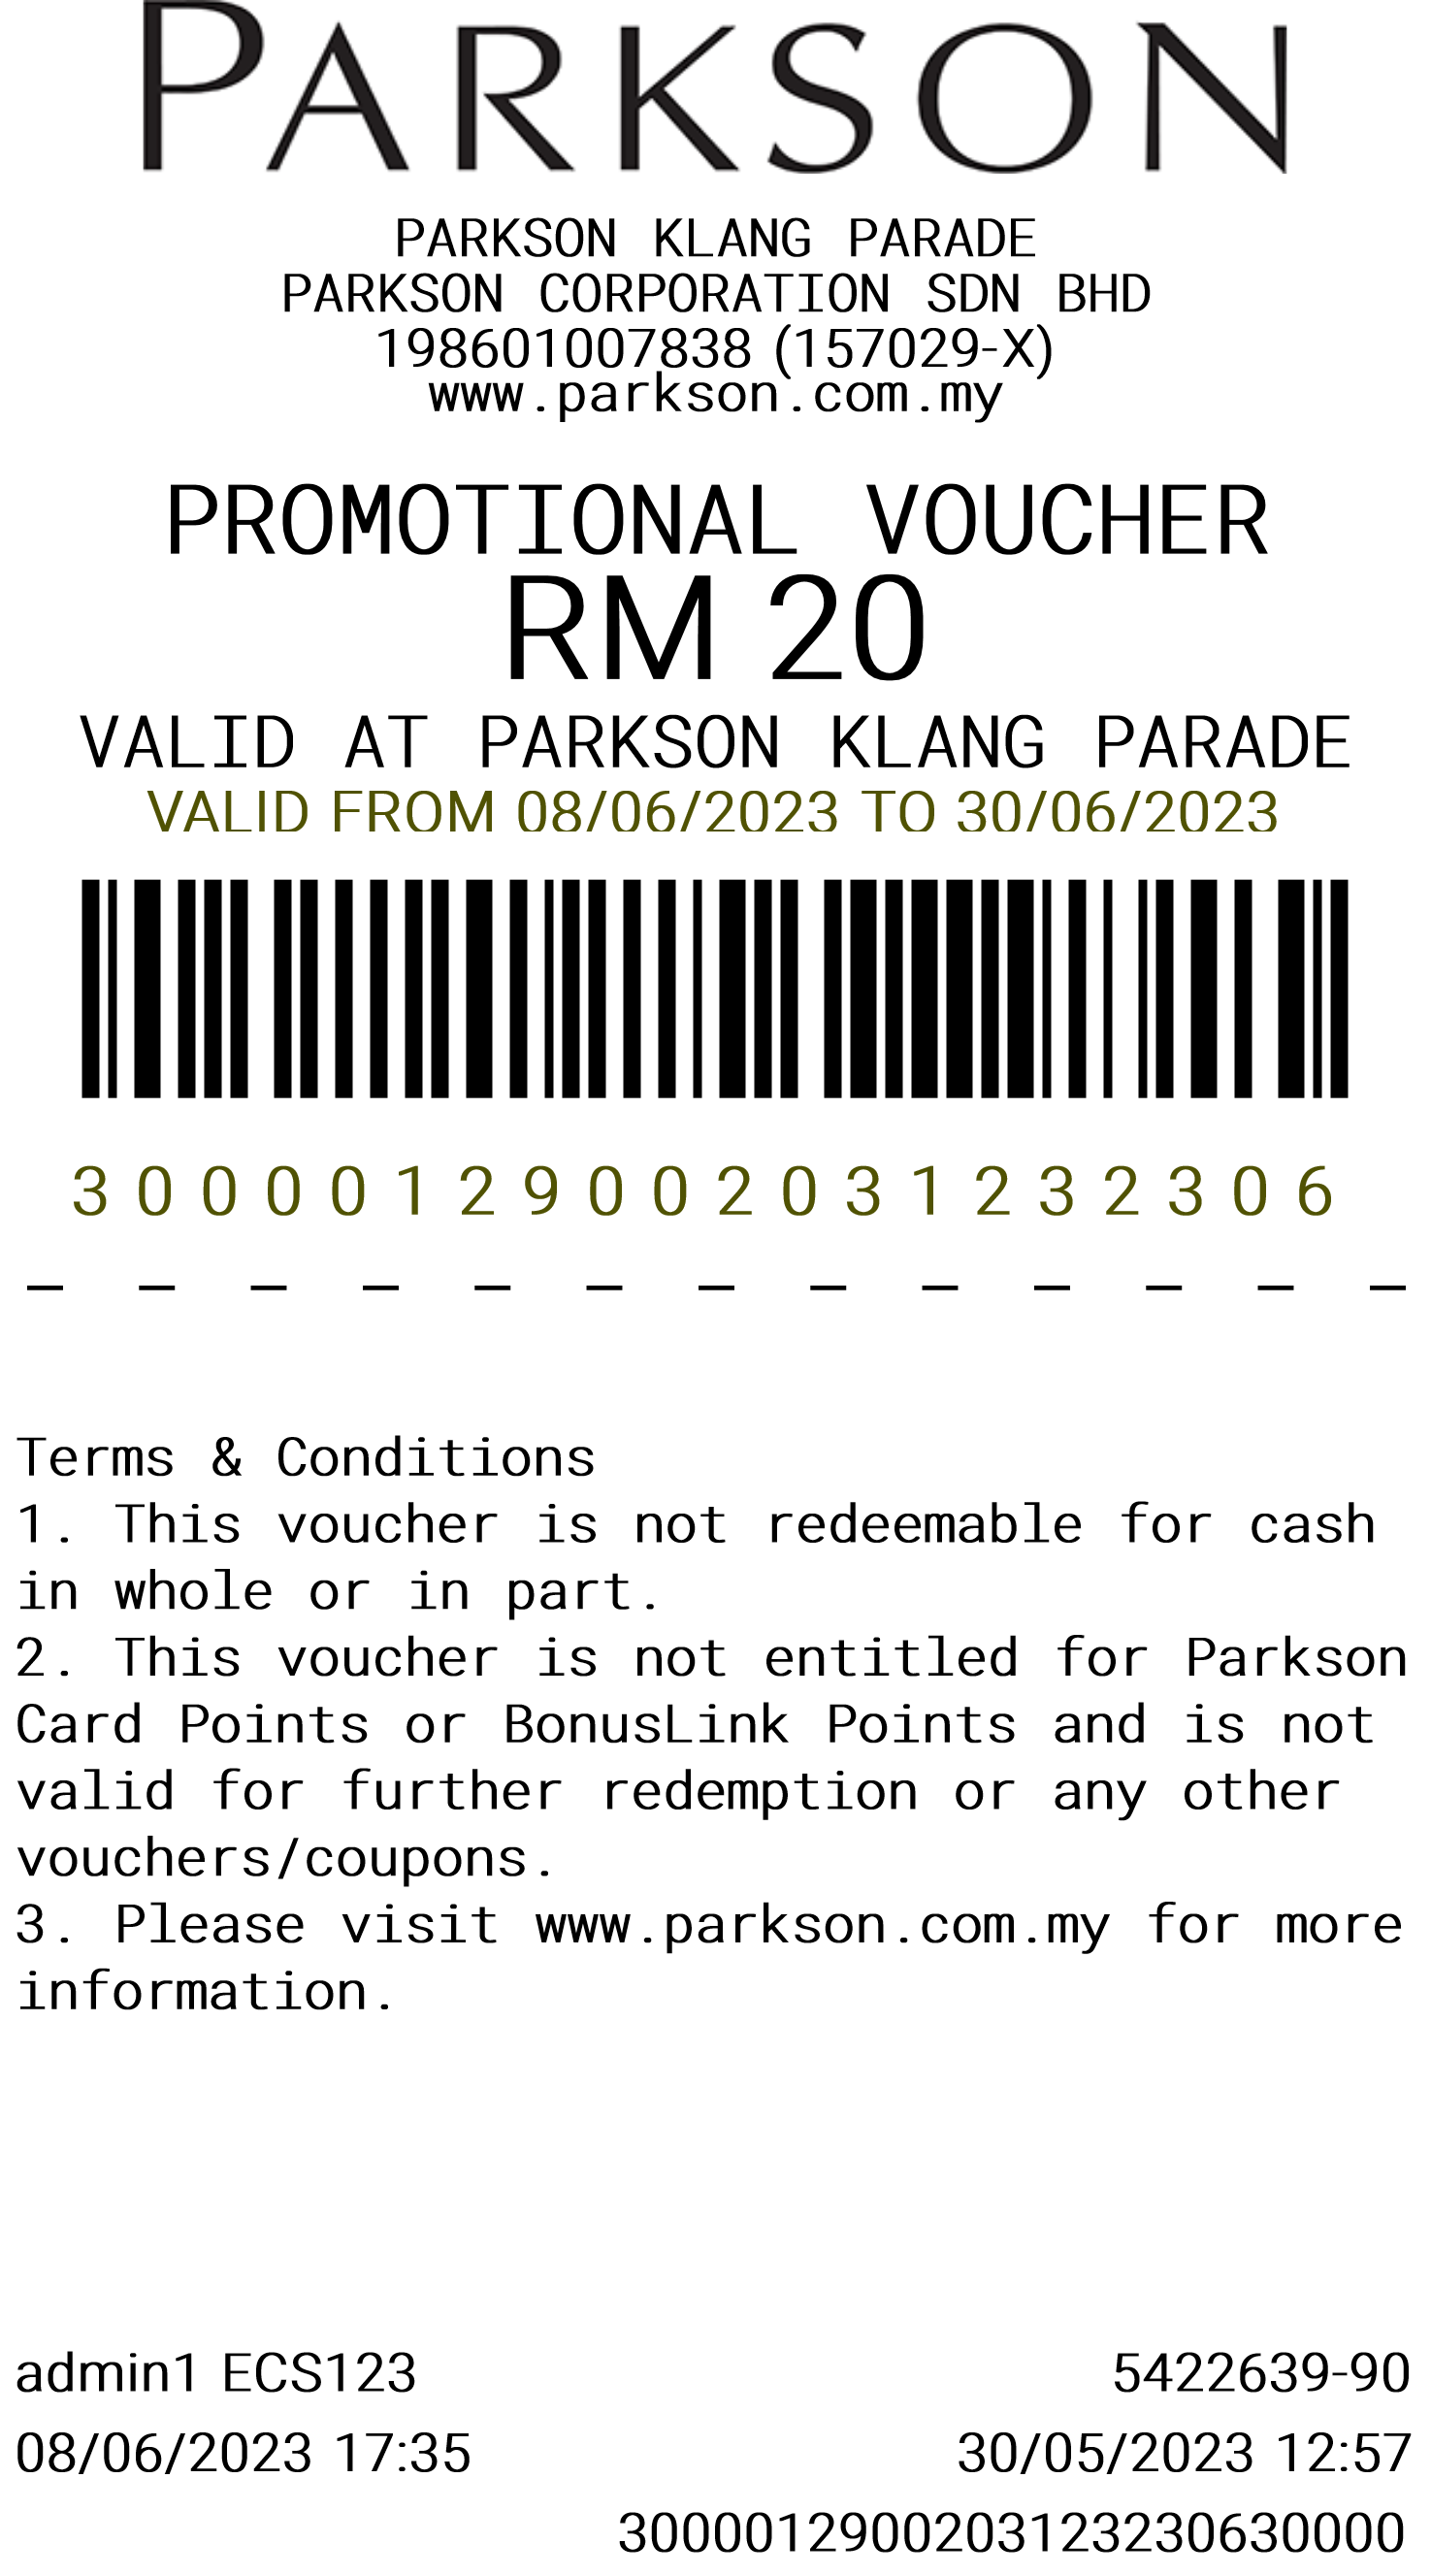 PARKSON
PARKSON KLANG PARADE
PARKSON CORPORATION SDN BHD
198601007838 (157029-X)
www.parkson.com.my
PROMOTIONAL VOUCHER
RM 20
VALID AT PARKSON KLANG PARADE
VALID FROM 08/06/2023 TO 30/06/2023
3 0 0 0 0 1 2 9 0 0 2 0 3 1 2 3 2 3 0 6
– – – – – – – – – – – – –
Terms & Conditions
1. This voucher is not redeemable for cash
in whole or in part.
2. This voucher is not entitled for Parkson
Card Points or BonusLink Points and is not
valid for further redemption or any other
vouchers/coupons.
3. Please visit www.parkson.com.my for more
information.
admin1 ECS123 5422639-90
08/06/2023 17:35 30/05/2023 12:57
3000012900203123230630000